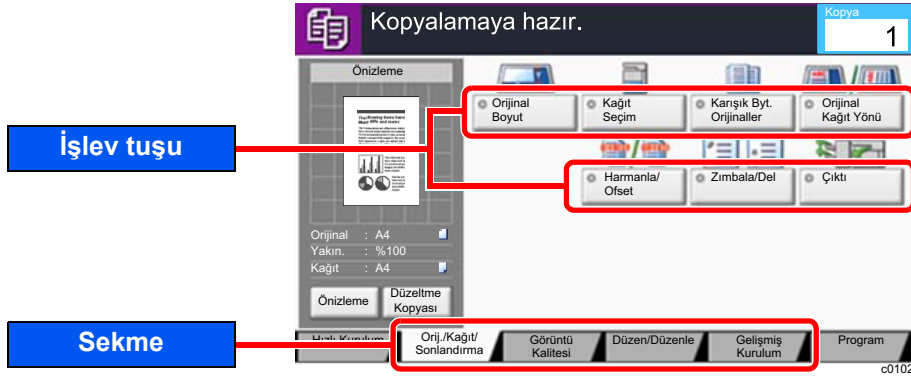 Kopyalamaya hazır.
Kopya
1
Önizleme
Orijinal
Boyut
Kağıt
Seçim
Karışık Byt.
Orijinaller
Orijinal
Kağıt Yönü
İşlev tuşu
Harmanla/
Ofset
Zımbala/Del
Çıktı
Orijinal : A4
Yakın. : %100
Kağıt : A4
Önizleme
Düzeltme
Kopyası
Sekme
Hızlı Kurulum
Orij./Kağıt/
Sonlandırma
Görüntü
Kalitesi
Düzen/Düzenle
Gelişmiş
Kurulum
Program
c0102